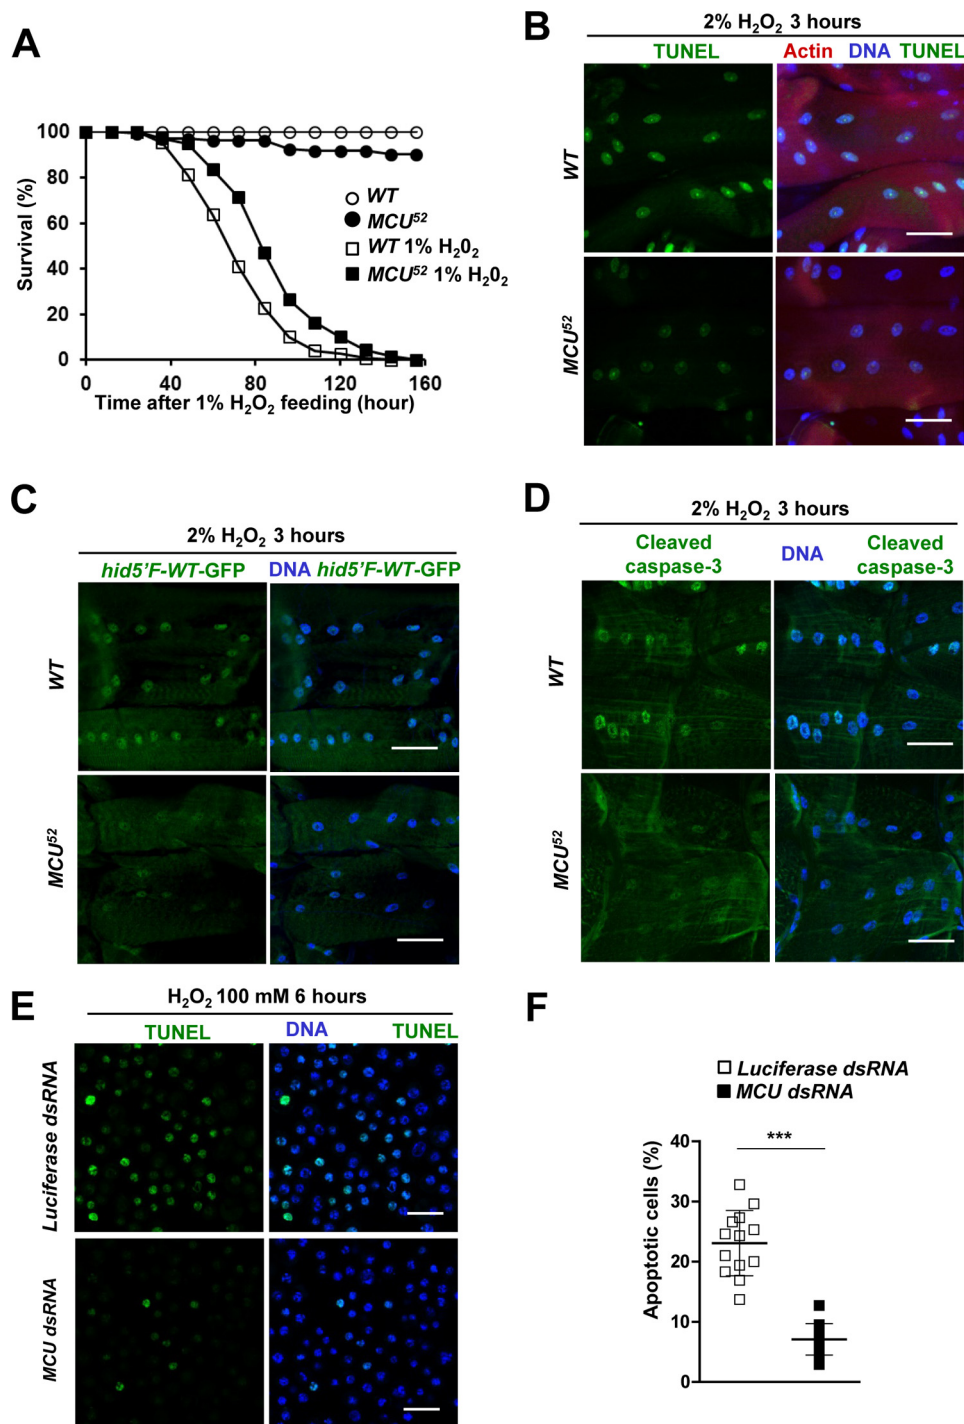 A
100
80
60
40
20
0
Survival (%)
WT
MCU⁵²
WT 1% H₂0₂
MCU⁵² 1% H₂O₂
0 40 80 120 160
Time after 1% H₂O₂ feeding (hour)
B
2% H₂O₂ 3 hours
TUNEL Actin DNA TUNEL
WT
MCU⁵²
C
2% H₂O₂ 3 hours
hid5'F-WT-GFP DNA hid5'F-WT-GFP
WT
MCU⁵²
D
2% H₂O₂ 3 hours
Cleaved
caspase-3
DNA
Cleaved
caspase-3
WT
MCU⁵²
E
H₂O₂ 100 mM 6 hours
TUNEL DNA TUNEL
Luciferase dsRNA
MCU dsRNA
F
Luciferase dsRNA
MCU dsRNA
***
40
30
20
10
0
Apoptotic cells (%)